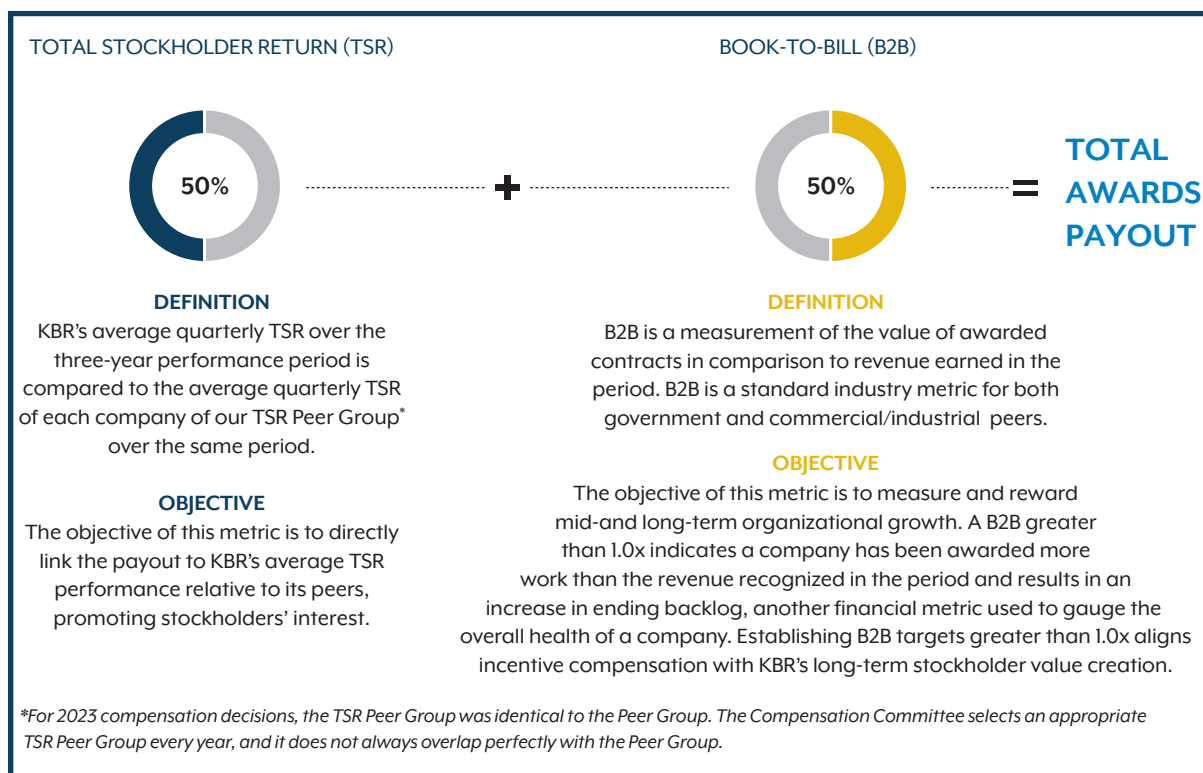 TOTAL STOCKHOLDER RETURN (TSR)
BOOK-TO-BILL (B2B)
50%
+
50%
=
TOTAL
AWARDS
PAYOUT
DEFINITION
KBR's average quarterly TSR over the
three-year performance period is
compared to the average quarterly TSR
of each company of our TSR Peer Group*
over the same period.
OBJECTIVE
The objective of this metric is to directly
link the payout to KBR's average TSR
performance relative to its peers,
promoting stockholders' interest.
DEFINITION
B2B is a measurement of the value of awarded
contracts in comparison to revenue earned in the
period. B2B is a standard industry metric for both
government and commercial/industrial peers.
OBJECTIVE
The objective of this metric is to measure and reward
mid-and long-term organizational growth. A B2B greater
than 1.0x indicates a company has been awarded more
work than the revenue recognized in the period and results in an
increase in ending backlog, another financial metric used to gauge the
overall health of a company. Establishing B2B targets greater than 1.0x aligns
incentive compensation with KBR's long-term stockholder value creation.
*For 2023 compensation decisions, the TSR Peer Group was identical to the Peer Group. The Compensation Committee selects an appropriate
TSR Peer Group every year, and it does not always overlap perfectly with the Peer Group.